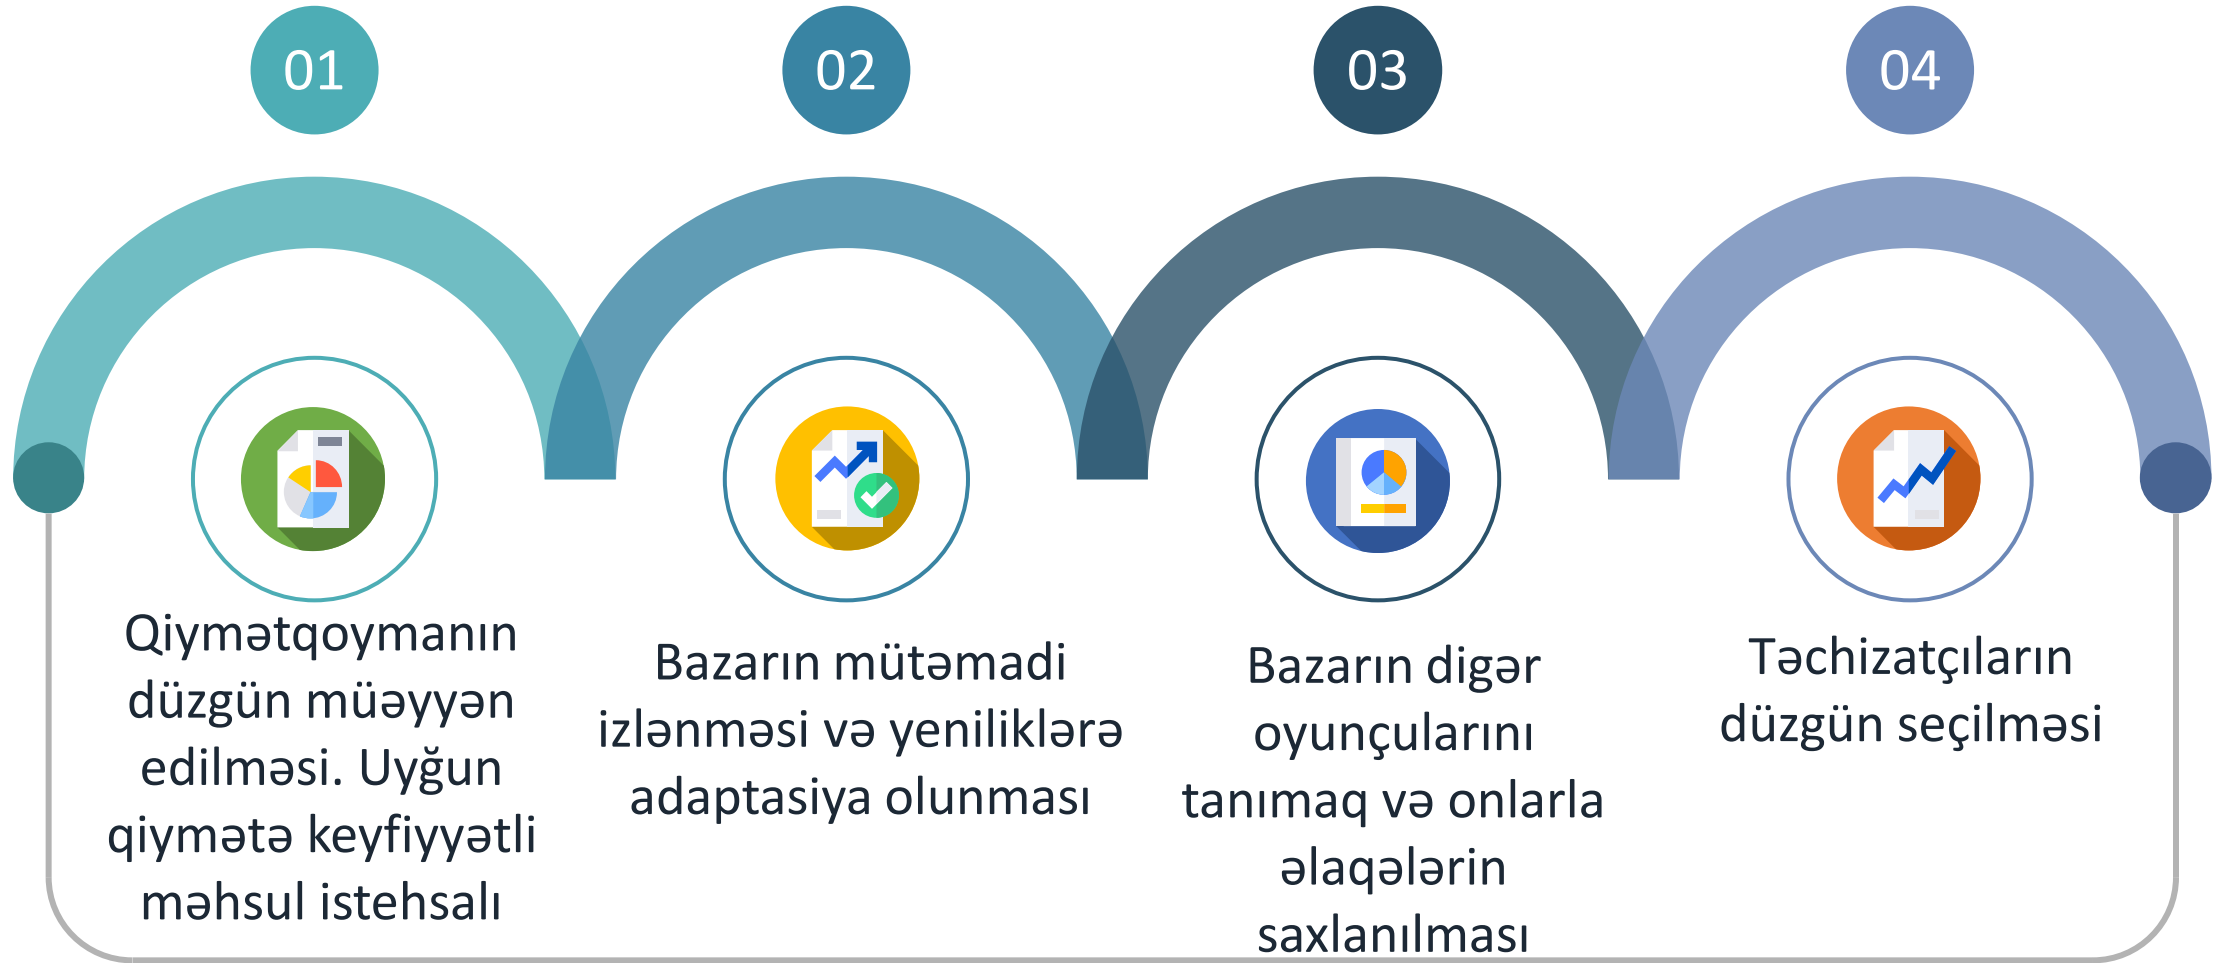 01
02
03
04
Qiymətqoymanın
düzgün müəyyən
edilməsi. Uyğun
qiymətə keyfiyyətli
məhsul istehsalı
Bazarın mütəmadi
izlənməsi və yeniliklərə
adaptasiya olunması
Bazarın digər
oyunçularını
tanımaq və onlarla
əlaqələrin
saxlanılması
Təchizatçıların
düzgün seçilməsi